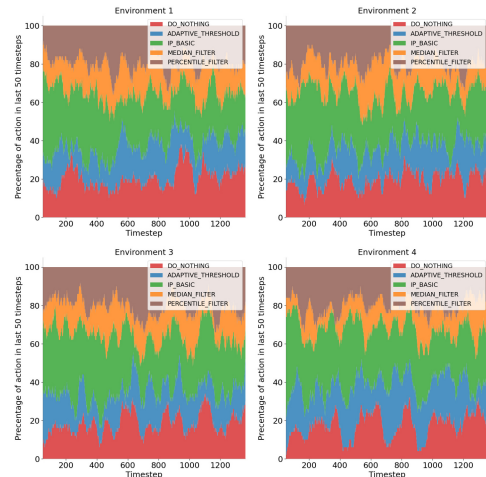 Environment 1
DO_NOTHING
ADAPTIVE_THRESHOLD
IP_BASIC
MEDIAN_FILTER
PERCENTILE_FILTER
Precentage of action in last 50 timesteps
100
80
60
40
20
0
200 400 600 800 1000 1200
Timestep
Environment 2
DO_NOTHING
ADAPTIVE_THRESHOLD
IP_BASIC
MEDIAN_FILTER
PERCENTILE_FILTER
Precentage of action in last 50 timesteps
100
80
60
40
20
0
200 400 600 800 1000 1200
Timestep
Environment 3
DO_NOTHING
ADAPTIVE_THRESHOLD
IP_BASIC
MEDIAN_FILTER
PERCENTILE_FILTER
Precentage of action in last 50 timesteps
100
80
60
40
20
0
200 400 600 800 1000 1200
Timestep
Environment 4
DO_NOTHING
ADAPTIVE_THRESHOLD
IP_BASIC
MEDIAN_FILTER
PERCENTILE_FILTER
Precentage of action in last 50 timesteps
100
80
60
40
20
0
200 400 600 800 1000 1200
Timestep